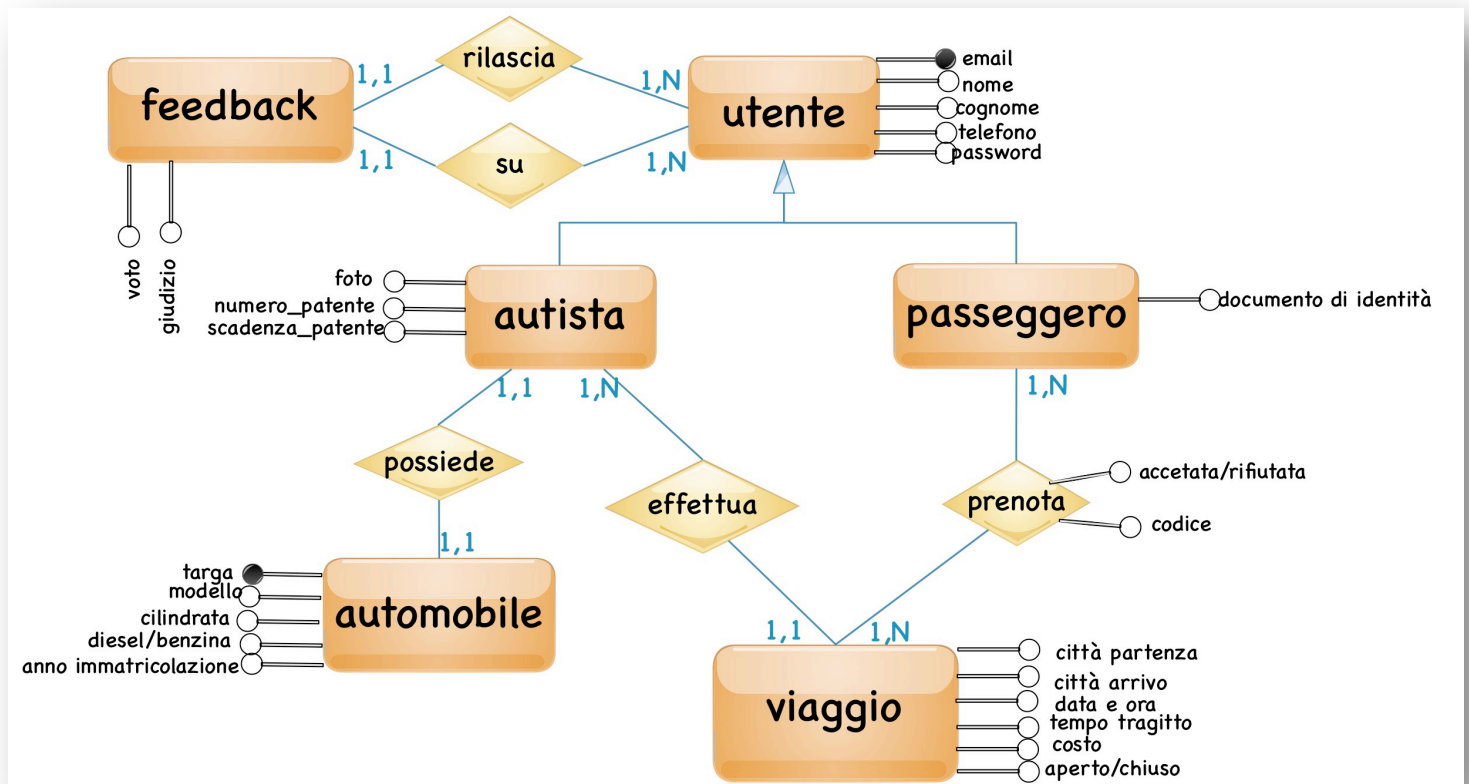 rilascia
email
nome
cognome
telefono
password
1,1
1,N
feedback
utente
1,1
su
1,N
voto
giudizio
foto
numero_patente
scadenza_patente
autista
passeggero
documento di identità
1,1
1,N
1,N
possiede
effettua
prenota
accetata/rifiutata
codice
1,1
targa
modello
cilindrata
diesel/benzina
anno immatricolazione
automobile
1,1
1,N
viaggio
città partenza
città arrivo
data e ora
tempo tragitto
costo
aperto/chiuso